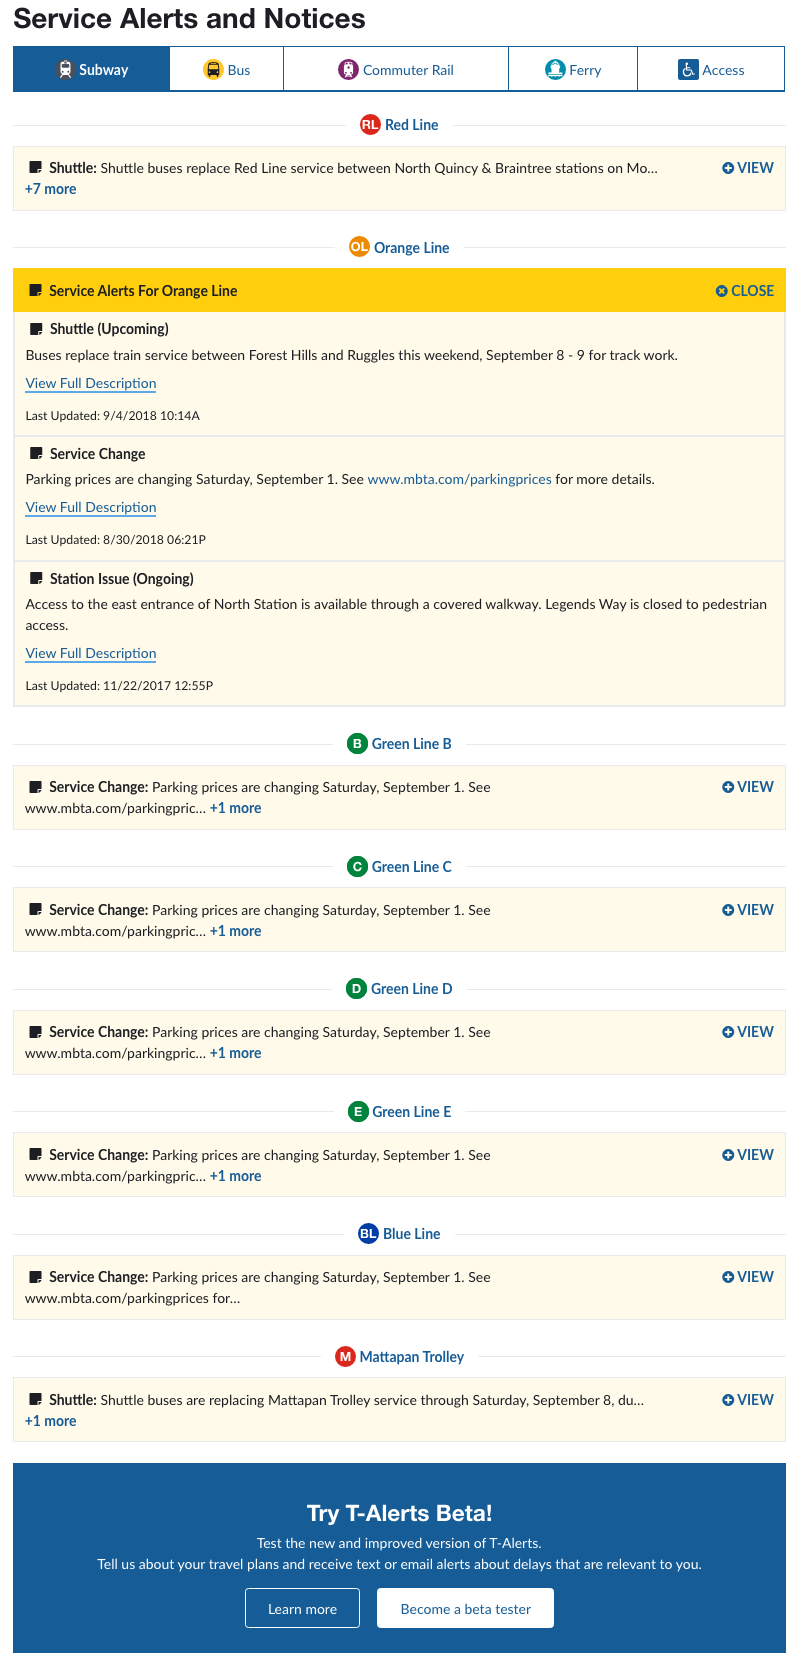 Service Alerts and Notices
Subway Bus Commuter Rail Ferry Access
RL Red Line
Shuttle: Shuttle buses replace Red Line service between North Quincy & Braintree stations on Mo... VIEW
+7 more
OL Orange Line
Service Alerts For Orange Line CLOSE
Shuttle (Upcoming)
Buses replace train service between Forest Hills and Ruggles this weekend, September 8 - 9 for track work.
View Full Description
Last Updated: 9/4/2018 10:14A
Service Change
Parking prices are changing Saturday, September 1. See www.mbta.com/parkingprices for more details.
View Full Description
Last Updated: 8/30/2018 06:21P
Station Issue (Ongoing)
Access to the east entrance of North Station is available through a covered walkway. Legends Way is closed to pedestrian
access.
View Full Description
Last Updated: 11/22/2017 12:55P
B Green Line B
Service Change: Parking prices are changing Saturday, September 1. See VIEW
www.mbta.com/parkingpric... +1 more
C Green Line C
Service Change: Parking prices are changing Saturday, September 1. See VIEW
www.mbta.com/parkingpric... +1 more
D Green Line D
Service Change: Parking prices are changing Saturday, September 1. See VIEW
www.mbta.com/parkingpric... +1 more
E Green Line E
Service Change: Parking prices are changing Saturday, September 1. See VIEW
www.mbta.com/parkingpric... +1 more
BL Blue Line
Service Change: Parking prices are changing Saturday, September 1. See VIEW
www.mbta.com/parkingprices for...
M Mattapan Trolley
Shuttle: Shuttle buses are replacing Mattapan Trolley service through Saturday, September 8, du... VIEW
+1 more
Try T-Alerts Beta!
Test the new and improved version of T-Alerts.
Tell us about your travel plans and receive text or email alerts about delays that are relevant to you.
Learn more Become a beta tester